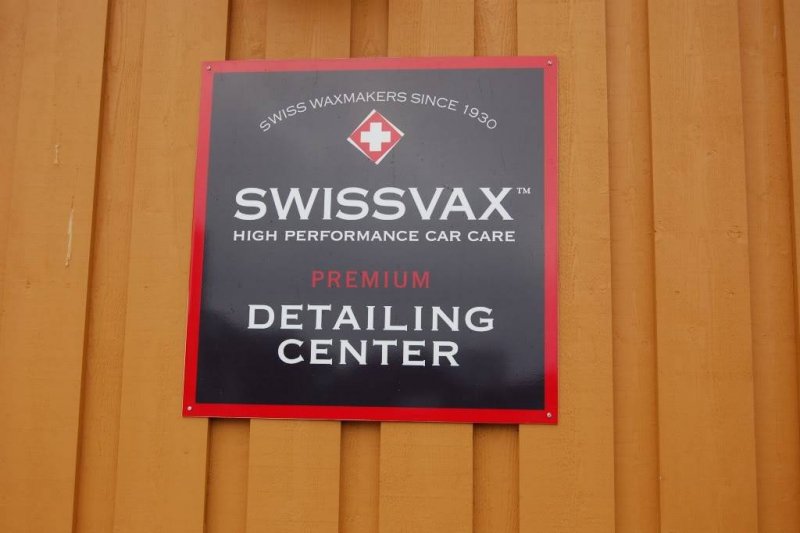 SWISS WAXMAKERS SINCE 1930
SWISSVAX™
HIGH PERFORMANCE CAR CARE
PREMIUM
DETAILING
CENTER